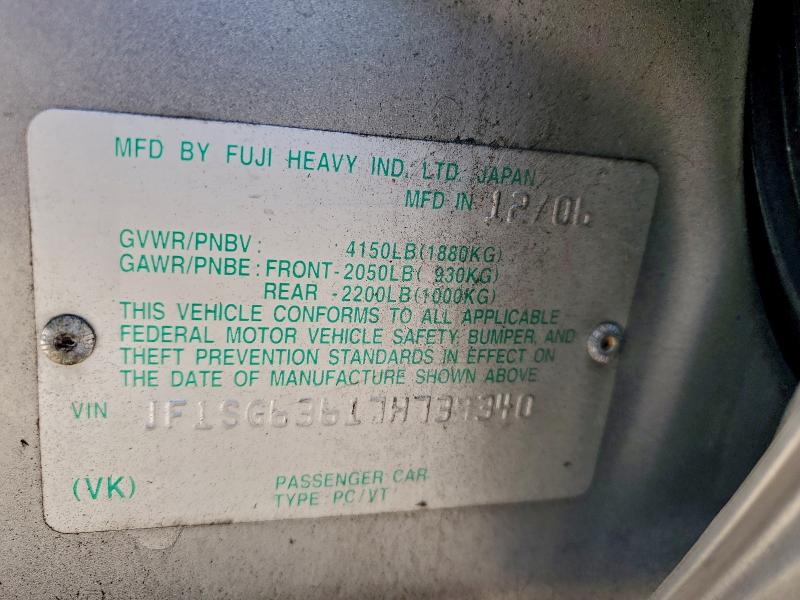 MFD BY FUJI HEAVY IND. LTD. JAPAN
MFD IN 12/06
GVWR/PNBV: 4150LB(1880KG)
GAWR/PNBE: FRONT-2050LB( 930KG)
REAR -2200LB(1000KG)
THIS VEHICLE CONFORMS TO ALL APPLICABLE
FEDERAL MOTOR VEHICLE SAFETY, BUMPER, AND
THEFT PREVENTION STANDARDS IN EFFECT ON
THE DATE OF MANUFACTURE SHOWN ABOVE
VIN
(VK)
PASSENGER CAR
TYPE PC/VT